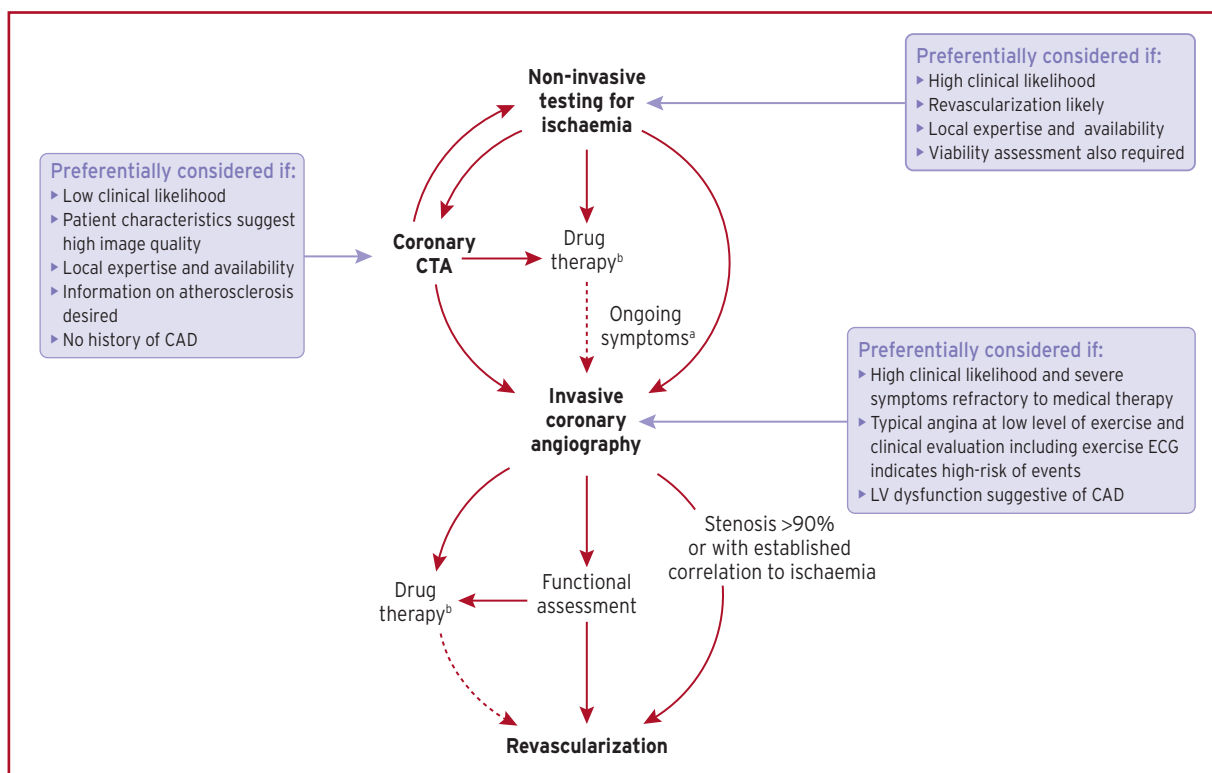 Preferentially considered if:
▸ High clinical likelihood
▸ Revascularization likely
▸ Local expertise and availability
▸ Viability assessment also required
Non-invasive
testing for
ischaemia
Preferentially considered if:
▸ Low clinical likelihood
▸ Patient characteristics suggest
high image quality
▸ Local expertise and availability
▸ Information on atherosclerosis
desired
▸ No history of CAD
Coronary
CTA
Drug
therapyᵇ
Ongoing
symptomsᵃ
Preferentially considered if:
▸ High clinical likelihood and severe
symptoms refractory to medical therapy
▸ Typical angina at low level of exercise and
clinical evaluation including exercise ECG
indicates high-risk of events
▸ LV dysfunction suggestive of CAD
Invasive
coronary
angiography
Stenosis >90%
or with established
correlation to ischaemia
Drug
therapyᵇ
Functional
assessment
Revascularization